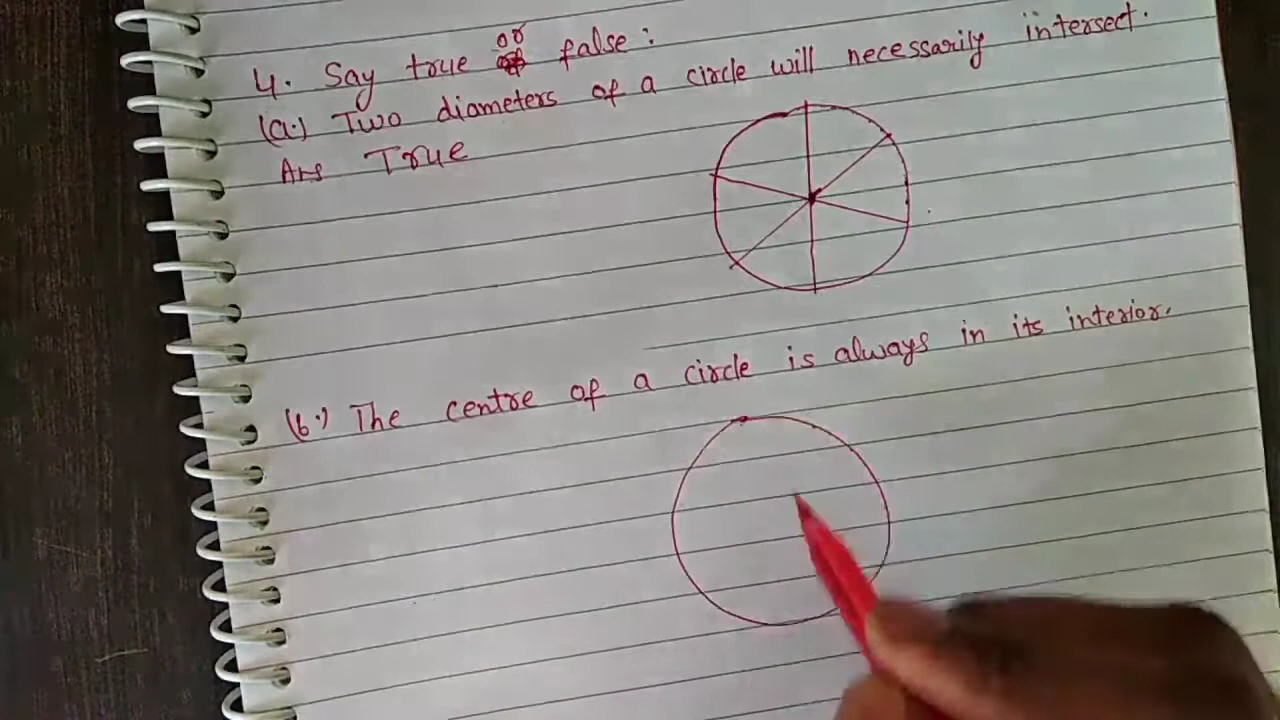 4. Say true or false:
(a.) Two diameters of a circle will necessarily intersect.
Ans True
(b.) The centre of a circle is always in its interior.